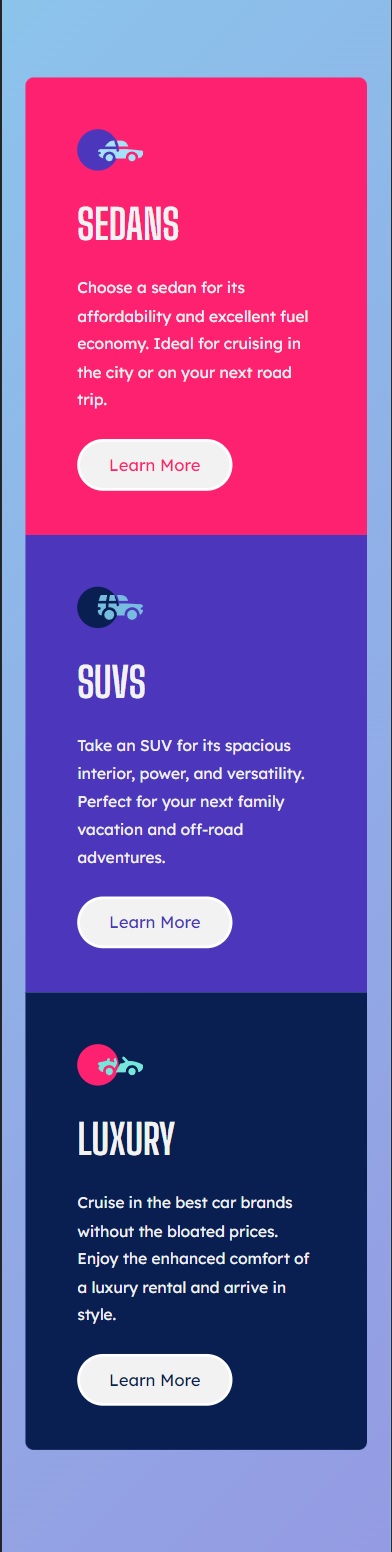 SEDANS
Choose a sedan for its
affordability and excellent fuel
economy. Ideal for cruising in
the city or on your next road
trip.
Learn More
SUVS
Take an SUV for its spacious
interior, power, and versatility.
Perfect for your next family
vacation and off-road
adventures.
Learn More
LUXURY
Cruise in the best car brands
without the bloated prices.
Enjoy the enhanced comfort of
a luxury rental and arrive in
style.
Learn More